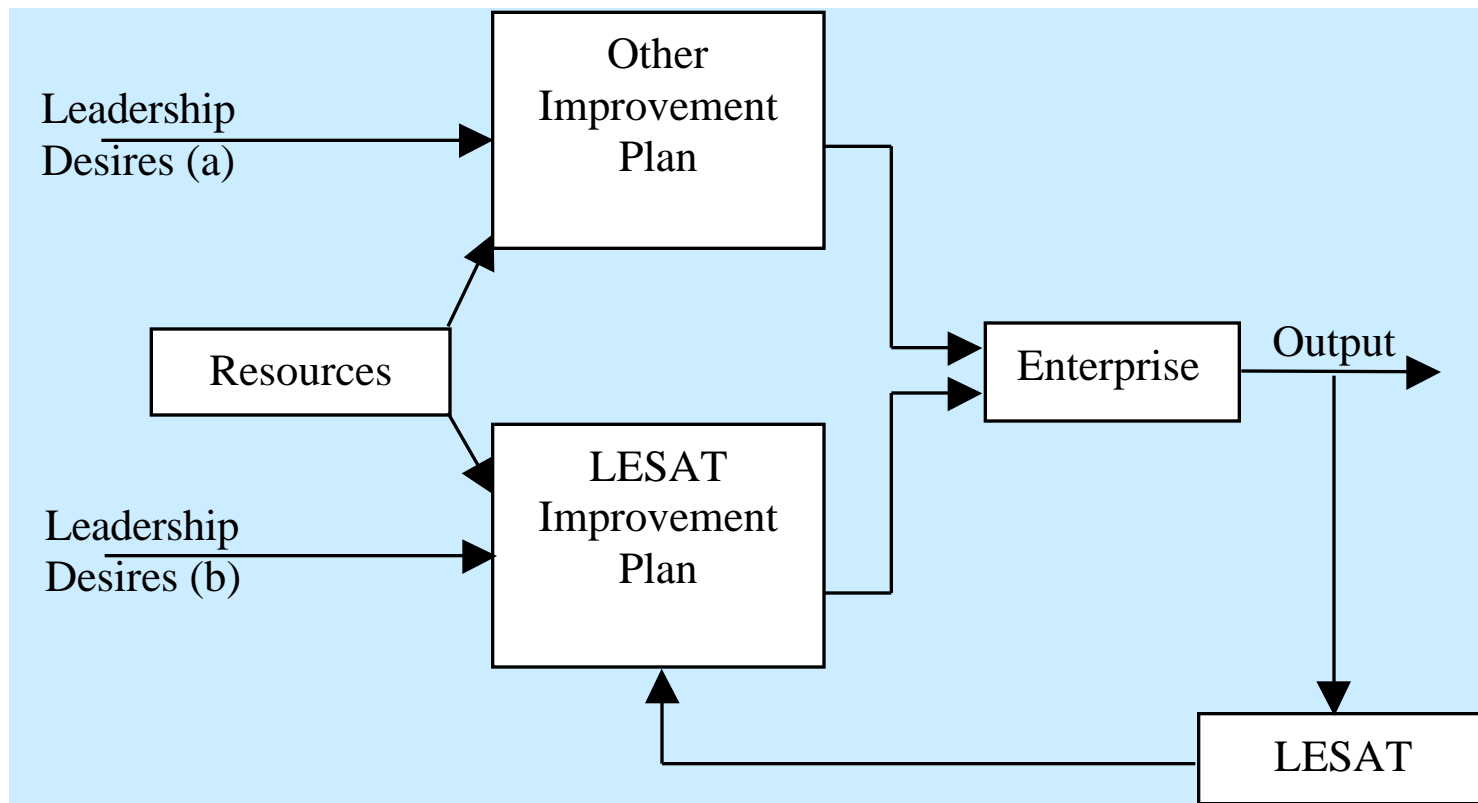 Other
Improvement
Plan
Leadership
Desires (a)
Resources
Enterprise
Output
LESAT
Improvement
Plan
Leadership
Desires (b)
LESAT